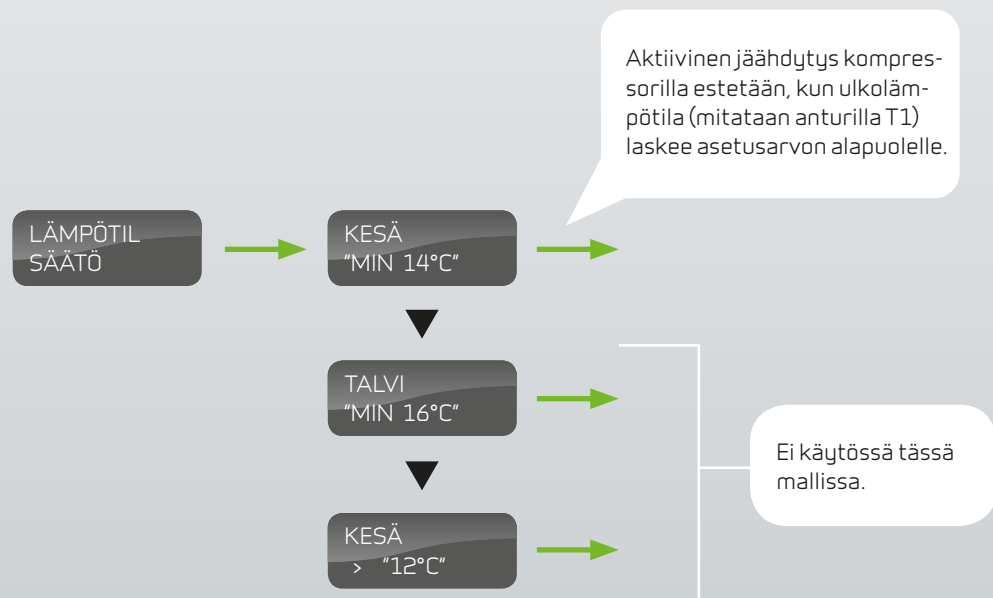 Aktiivinen jäähdytys kompres-
sorilla estetään, kun ulkoläm-
pötila (mitataan anturilla T1)
laskee asetusarvon alapuolelle.
LÄMPÖTIL
SÄÄTÖ
KESÄ
"MIN 14°C"
TALVI
"MIN 16°C"
Ei käytössä tässä
mallissa.
KESÄ
> "12°C"